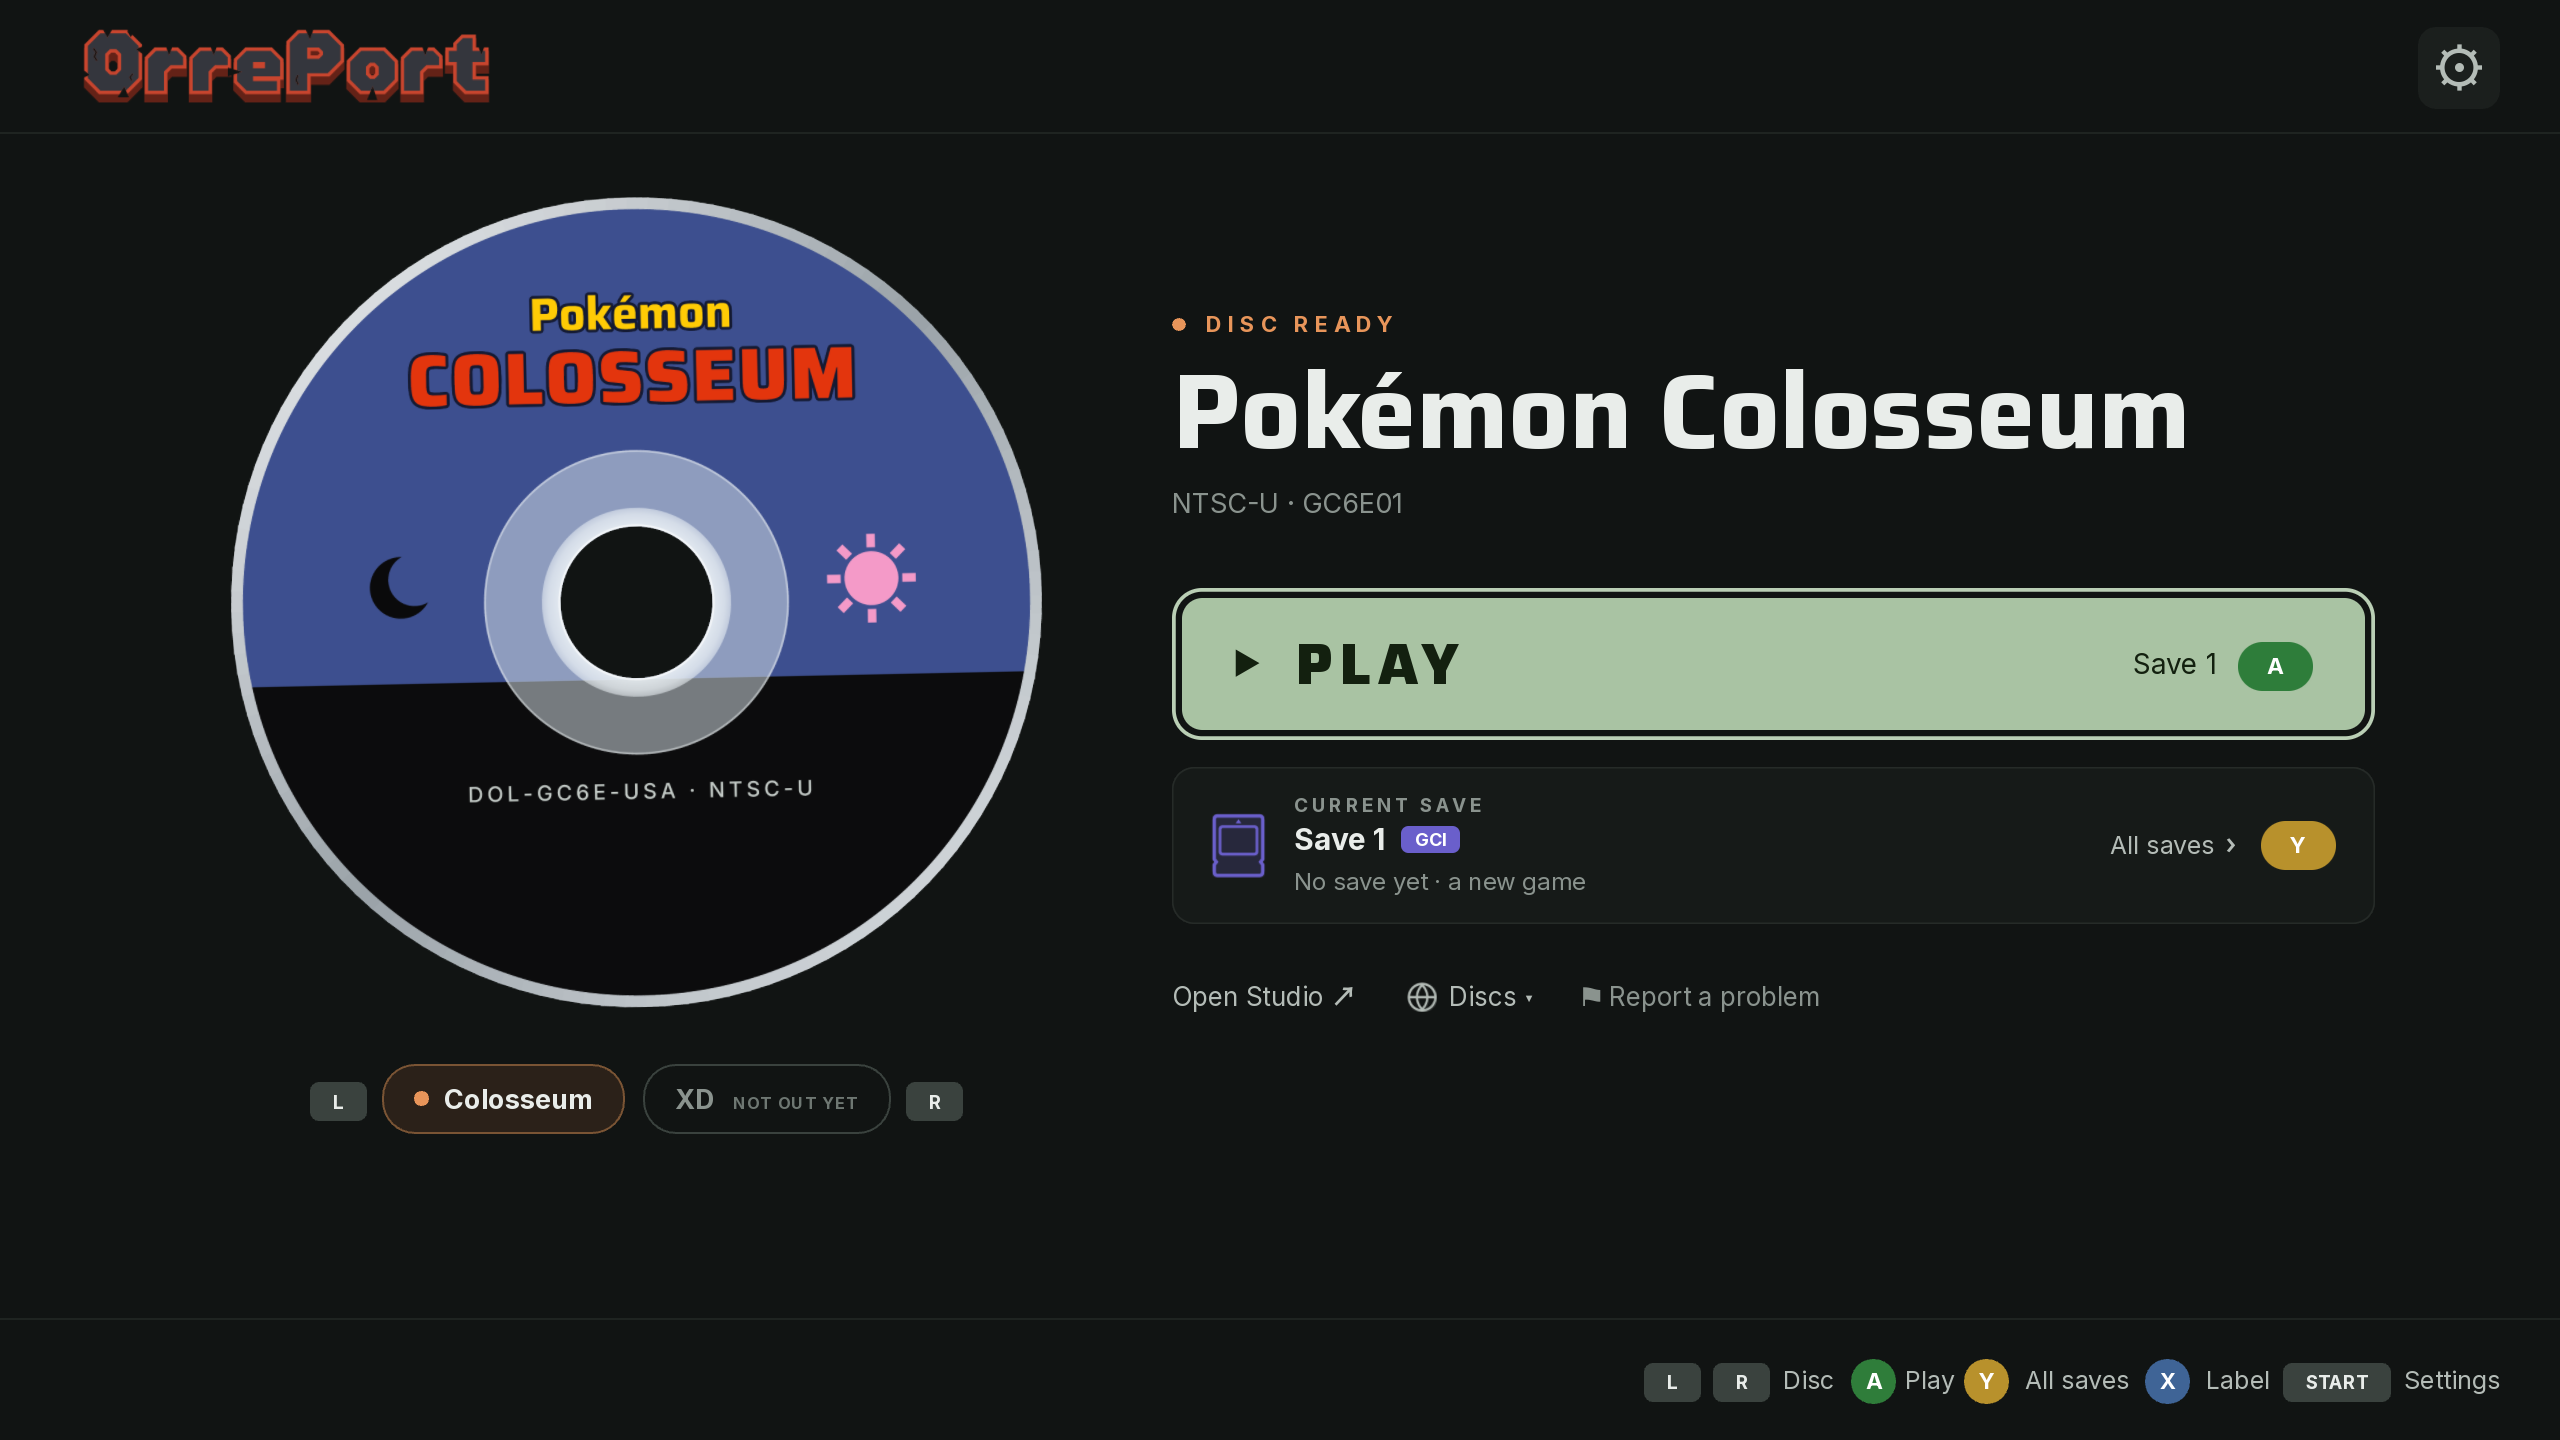 OrrePort
Pokémon
COLOSSEUM
DOL-GC6E-USA · NTSC-U
L
Colosseum
XD NOT OUT YET
R
DISC READY
Pokémon Colosseum
NTSC-U · GC6E01
PLAY
Save 1 A
CURRENT SAVE
Save 1 GCI
No save yet · a new game
All saves › Y
Open Studio ↗
Discs ▾
Report a problem
L R Disc A Play Y All saves X Label START Settings